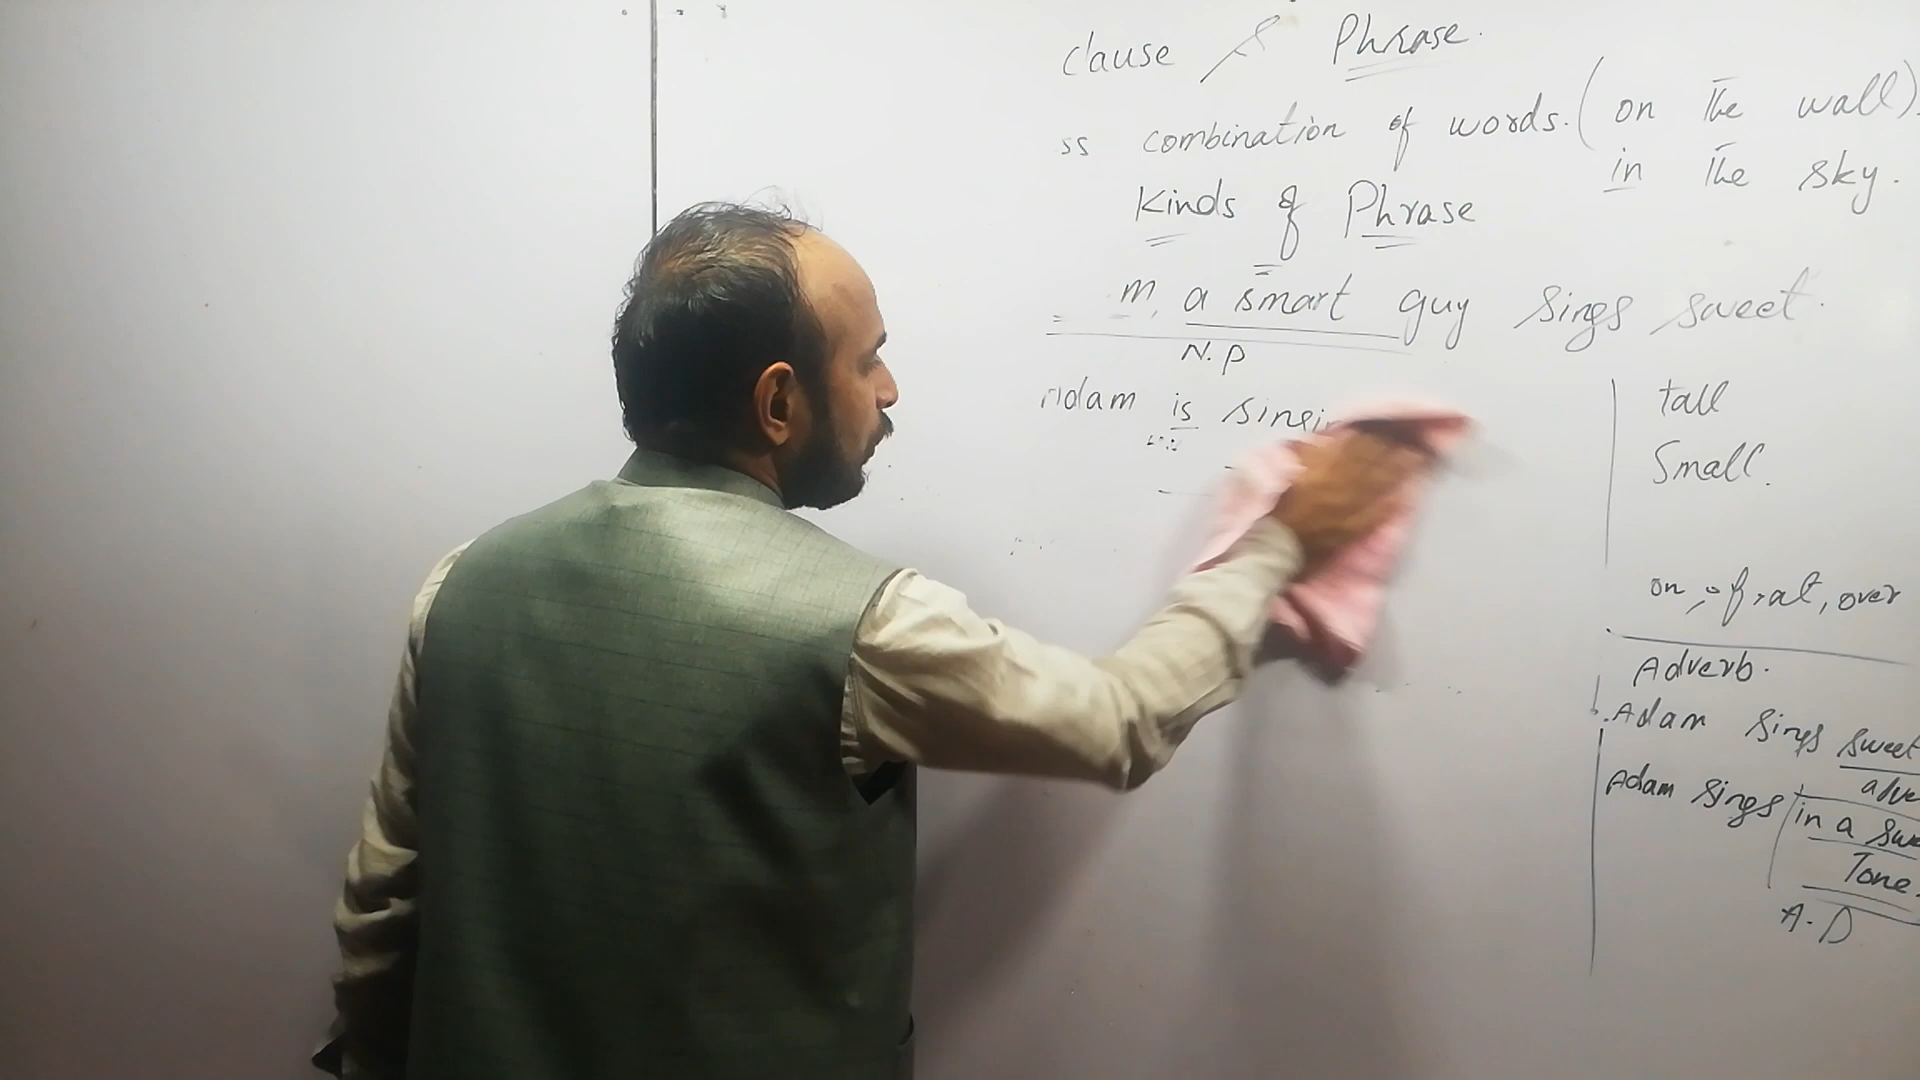 clause Phrase.
ss combination of words. (on the wall).
in the sky.
Kinds of Phrase
m, a smart guy sings sweet.
N.P
Adam is singi
tall
Small.
on, of, at, over
Adverb.
Adam sings sweet
adve
Adam sings in a swe
Tone.
A.P